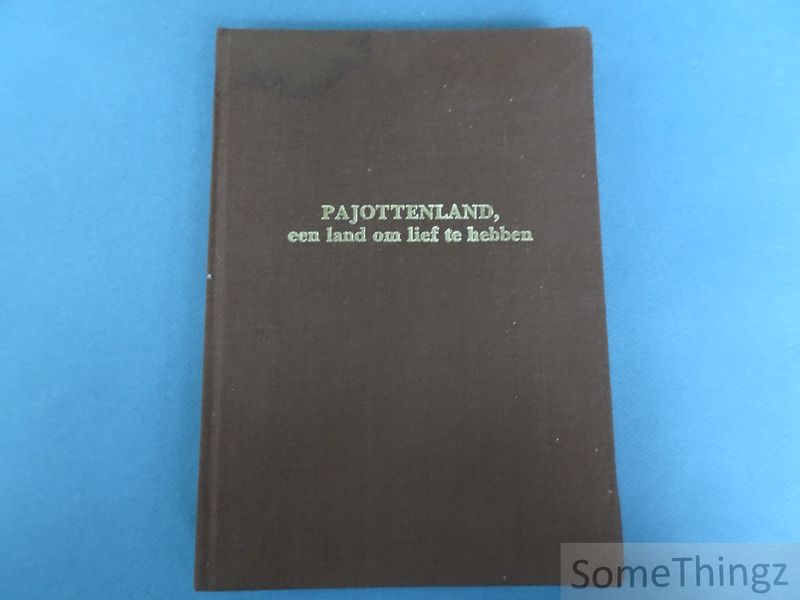 PAJOTTENLAND,
een land om lief te hebben
SomeThingz